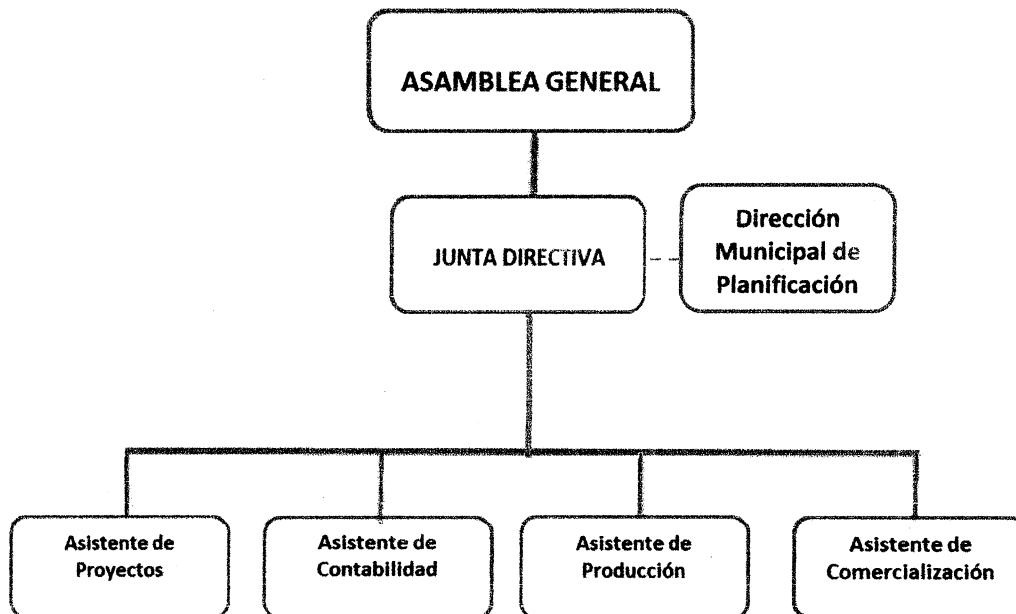 ASAMBLEA GENERAL
JUNTA DIRECTIVA
Dirección
Municipal de
Planificación
Asistente de
Proyectos
Asistente de
Contabilidad
Asistente de
Producción
Asistente de
Comercialización